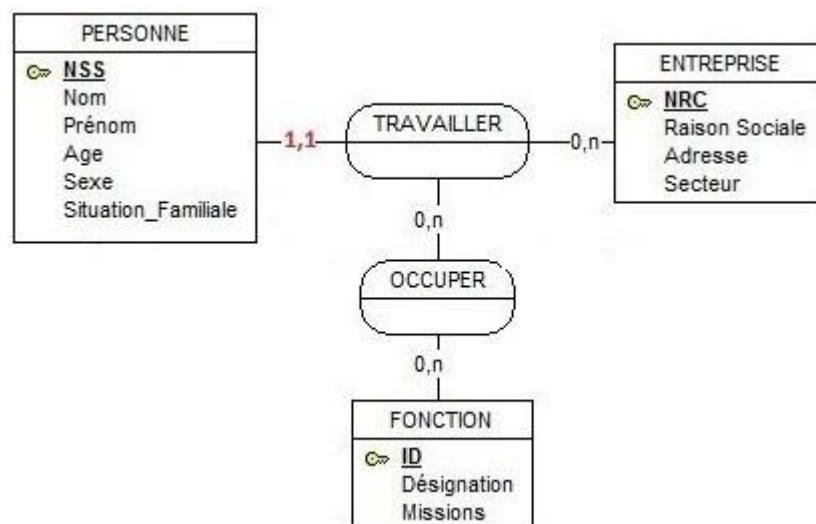 PERSONNE
NSS
Nom
Prénom
Age
Sexe
Situation_Familiale
1,1
TRAVAILLER
0,n
ENTREPRISE
NRC
Raison Sociale
Adresse
Secteur
0,n
OCCUPER
0,n
FONCTION
ID
Désignation
Missions